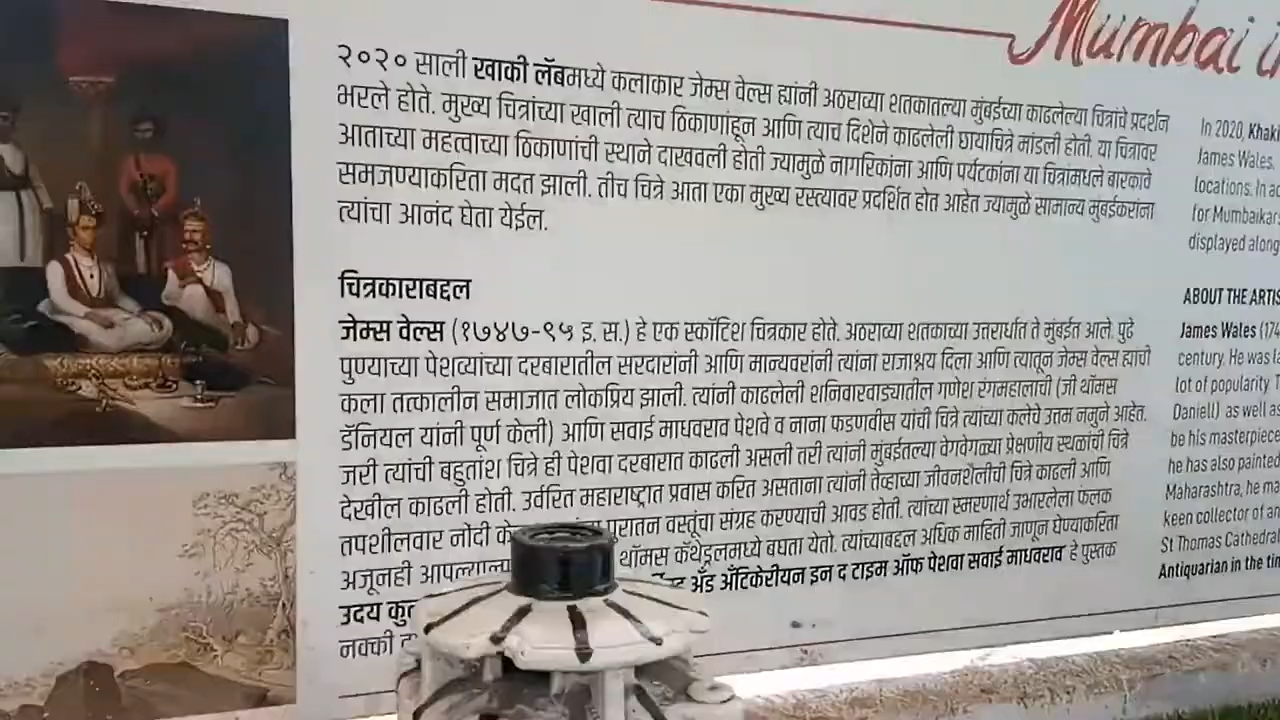 Mumbai
२०२० साली खाकी लॅबमध्ये कलाकार जेम्स वेल्स ह्यांनी अठराव्या शतकातल्या मुंबईच्या काढलेल्या चित्रांचे प्रदर्शन
भरले होते. मुख्य चित्रांच्या खाली त्याच ठिकाणांहून आणि त्याच दिशेने काढलेली छायाचित्रे मांडली होती. या चित्रावर
आताच्या महत्वाच्या ठिकाणांची स्थाने दाखवली होती ज्यामुळे नागरिकांना आणि पर्यटकांना या चित्रांमधले बारकावे
समजण्याकरिता मदत झाली. तीच चित्रे आता एका मुख्य रस्त्यावर प्रदर्शित होत आहेत ज्यामुळे सामान्य मुंबईकरांना
त्यांचा आनंद घेता येईल.
चित्रकाराबद्दल
जेम्स वेल्स (१७४७-९५ इ. स.) हे एक स्कॉटिश चित्रकार होते. अठराव्या शतकाच्या उत्तरार्धात ते मुंबईत आले. पुढे
पुण्याच्या पेशव्यांच्या दरबारातील सरदारांनी आणि मान्यवरांनी त्यांना राजाश्रय दिला आणि त्यातून जेम्स वेल्स ह्यांची
कला तत्कालीन समाजात लोकप्रिय झाली. त्यांनी काढलेली शनिवारवाड्यातील गणेश रंगमहालाची (जी थॉमस
डॅनियल यांनी पूर्ण केली) आणि सवाई माधवराव पेशवे व नाना फडणवीस यांची चित्रे त्यांच्या कलेचे उत्तम नमुने आहेत.
जरी त्यांची बहुतांश चित्रे ही पेशवा दरबारात काढली असली तरी त्यांनी मुंबईतल्या वेगवेगळ्या प्रेक्षणीय स्थळांची चित्रे
देखील काढली होती. उर्वरित महाराष्ट्रात प्रवास करित असताना त्यांनी तेव्हाच्या जीवनशैलीची चित्रे काढली आणि
तपशीलवार नोंदी पुरातन वस्तूंचा संग्रह करण्याची आवड होती. त्यांच्या स्मरणार्थ उभारलेला फलक
अजूनही थॉमस कॅथेड्रलमध्ये बघता येतो. त्यांच्याबद्दल अधिक माहिती जाणून घेण्याकरिता
उदय अँड अँटिकेरीयन इन द टाइम ऑफ पेशवा सवाई माधवराव' हे पुस्तक
नक्की
In 2020, Khak
James Wales.
locations. In
for Mumbaikar
displayed along
ABOUT THE ARTIS
James Wales (174
century. He was
lot of popularity.
Daniell) as well as
be his masterpiece
he has also painted
Maharashtra, he
keen collector of
St Thomas Cathedral
Antiquarian in the